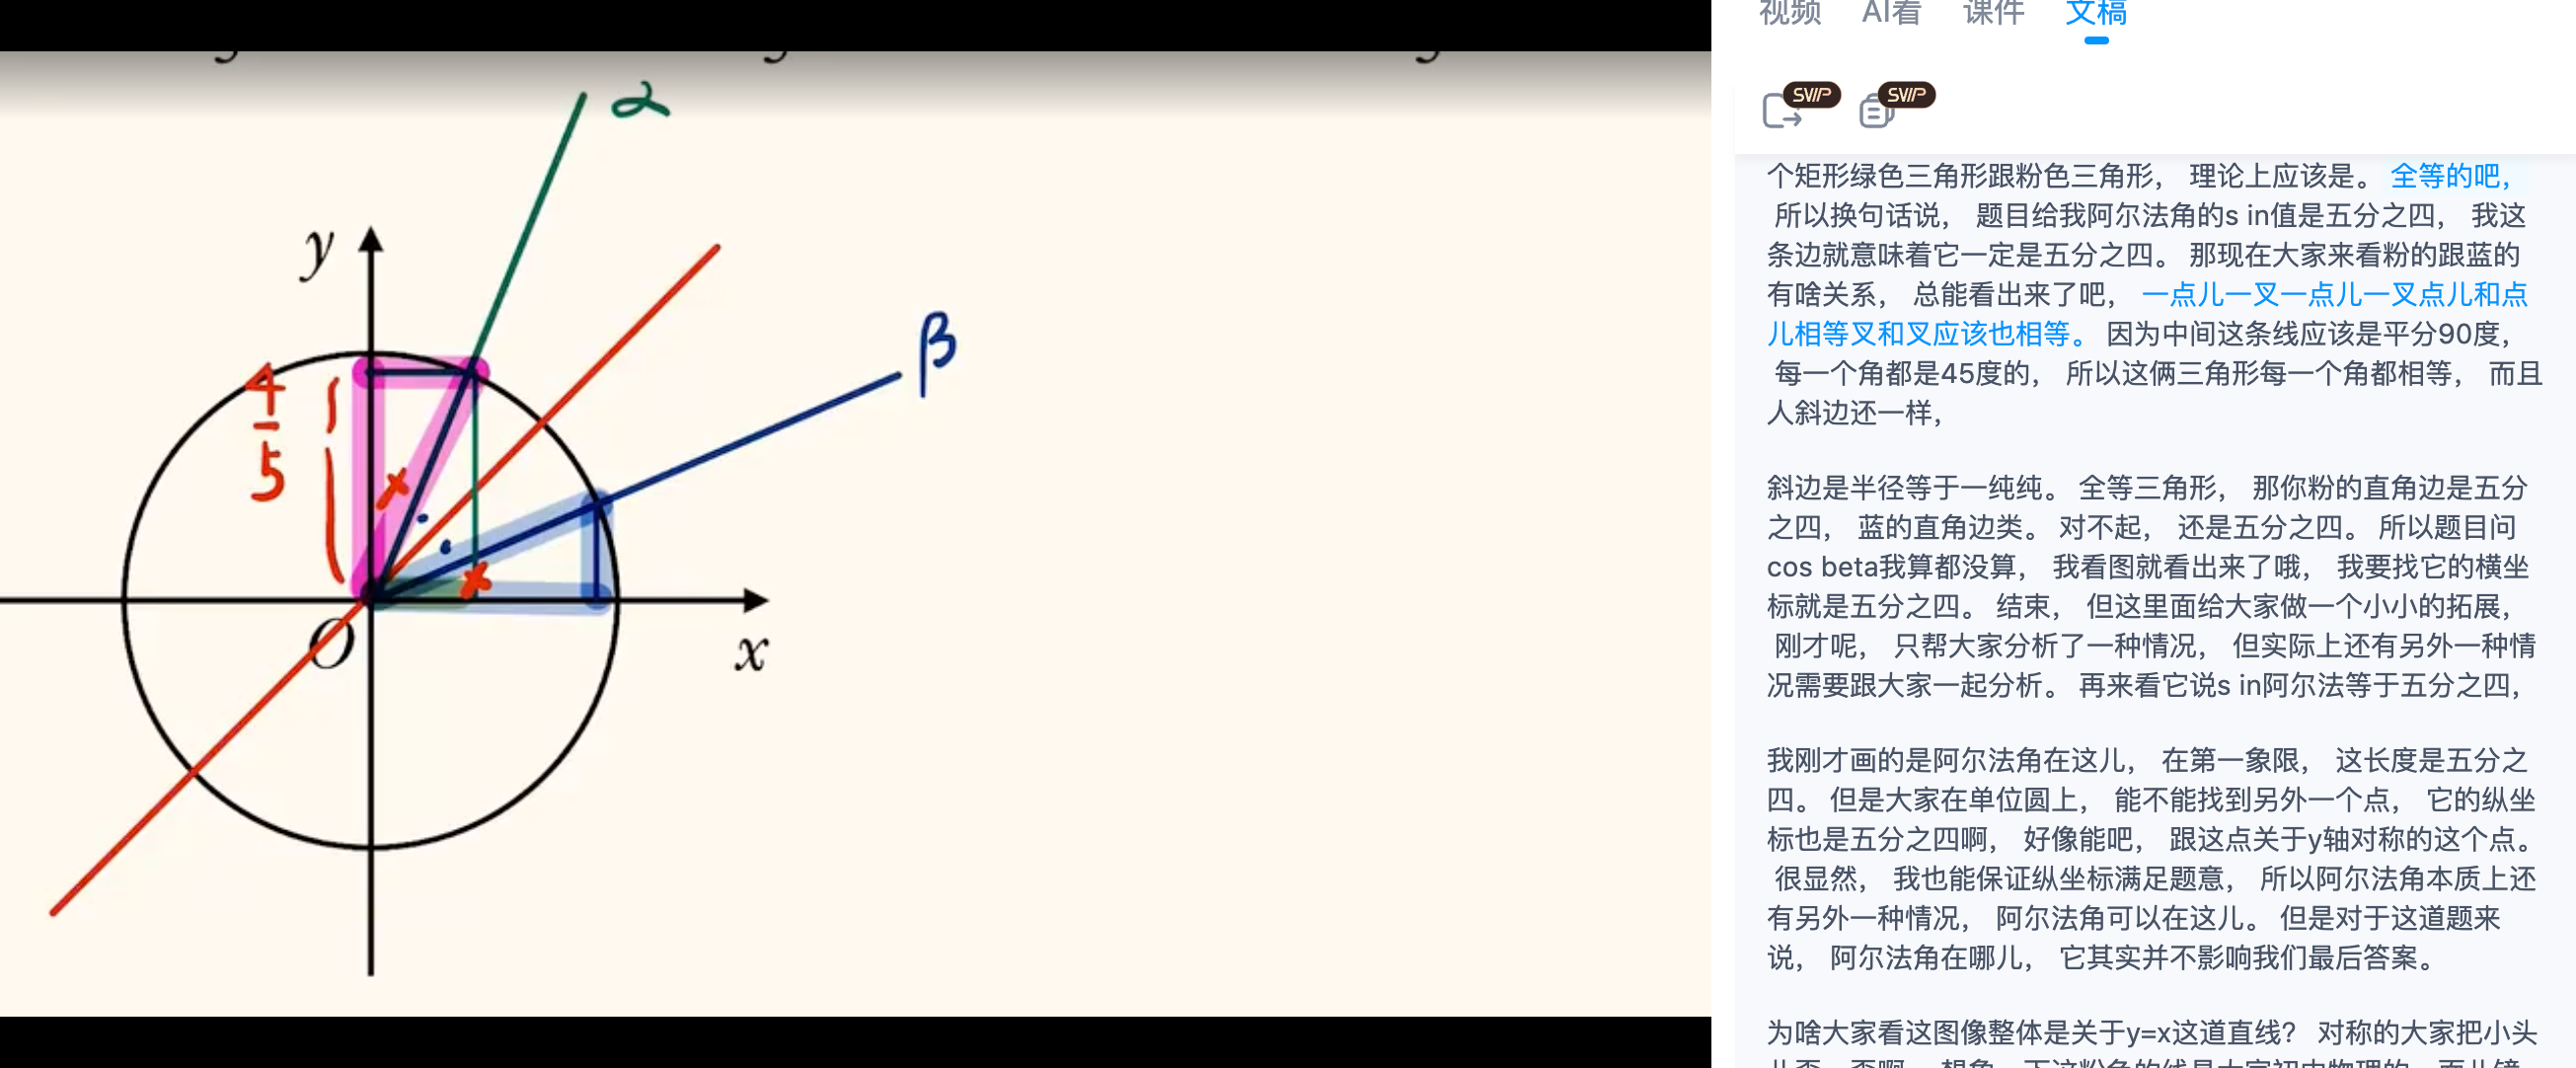 α
y
β
4
5
O
x
视频 AI看 课件 文稿
SVIP SVIP
个矩形绿色三角形跟粉色三角形， 理论上应该是。 全等的吧，
所以换句话说， 题目给我阿尔法角的s in值是五分之四， 我这
条边就意味着它一定是五分之四。 那现在大家来看粉的跟蓝的
有啥关系， 总能看出来了吧， 一点儿一叉一点儿一叉点儿和点
儿相等叉和叉应该也相等。 因为中间这条线应该是平分90度，
每一个角都是45度的， 所以这俩三角形每一个角都相等， 而且
人斜边还一样，
斜边是半径等于一纯纯。 全等三角形， 那你粉的直角边是五分
之四， 蓝的直角边类。 对不起， 还是五分之四。 所以题目问
cos beta我算都没算， 我看图就看出来了哦， 我要找它的横坐
标就是五分之四。 结束， 但这里面给大家做一个小小的拓展，
刚才呢， 只帮大家分析了一种情况， 但实际上还有另外一种情
况需要跟大家一起分析。 再来看它说s in阿尔法等于五分之四，
我刚才画的是阿尔法角在这儿， 在第一象限， 这长度是五分之
四。 但是大家在单位圆上， 能不能找到另外一个点， 它的纵坐
标也是五分之四啊， 好像能吧， 跟这点关于y轴对称的这个点。
很显然， 我也能保证纵坐标满足题意， 所以阿尔法角本质上还
有另外一种情况， 阿尔法角可以在这儿。 但是对于这道题来
说， 阿尔法角在哪儿， 它其实并不影响我们最后答案。
为啥大家看这图像整体是关于y=x这道直线? 对称的大家把小头